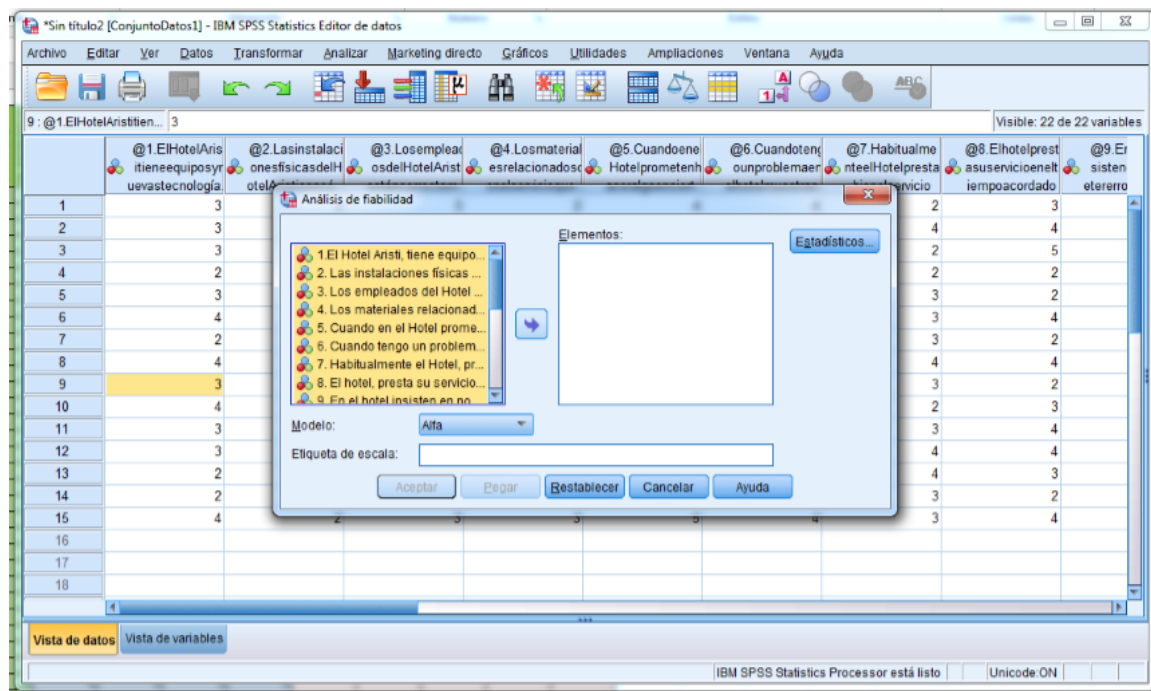 *Sin título2 [ConjuntoDatos1] - IBM SPSS Statistics Editor de datos
Archivo Editar Ver Datos Transformar Analizar Marketing directo Gráficos Utilidades Ampliaciones Ventana Ayuda
9 : @1.ElHotelAristitien... 3 Visible: 22 de 22 variables
@1.ElHotelAris @2.Lasinstalaci @3.Losemplead @4.Losmaterial @5.Cuandoene @6.Cuandoteng @7.Habitualme @8.Elhotelprest @9.En
itieneequiposyn onesfísicasdelH osdelHotelArist esrelacionadosc Hotelprometenh ounproblemaen nteelHotelpresta asuservicioenelt sisten
uevastecnología. iempoacordado etererro
1 3 2 3
2 3 4 4
3 3 2 5
4 2 2 2
5 3 3 2
6 4 3 4
7 2 3 2
8 4 4 4
9 3 3 2
10 4 2 3
11 3 3 4
12 3 4 4
13 2 4 3
14 2 3 2
15 4 2 3 3 5 4 3 4
16
17
18
Análisis de fiabilidad
Elementos:
Estadísticos...
1.El Hotel Aristi, tiene equipo...
2. Las instalaciones físicas ...
3. Los empleados del Hotel ...
4. Los materiales relacionad...
5. Cuando en el Hotel prome...
6. Cuando tengo un problem...
7. Habitualmente el Hotel, pr...
8. El hotel, presta su servicio...
9. En el hotel insisten en no
Modelo: Alfa
Etiqueta de escala:
Aceptar Pegar Restablecer Cancelar Ayuda
Vista de datos Vista de variables
IBM SPSS Statistics Processor está listo Unicode:ON